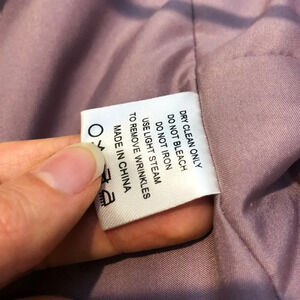 DRY CLEAN ONLY
DO NOT BLEACH
DO NOT IRON
USE LIGHT STEAM
TO REMOVE WRINKLES
MADE IN CHINA